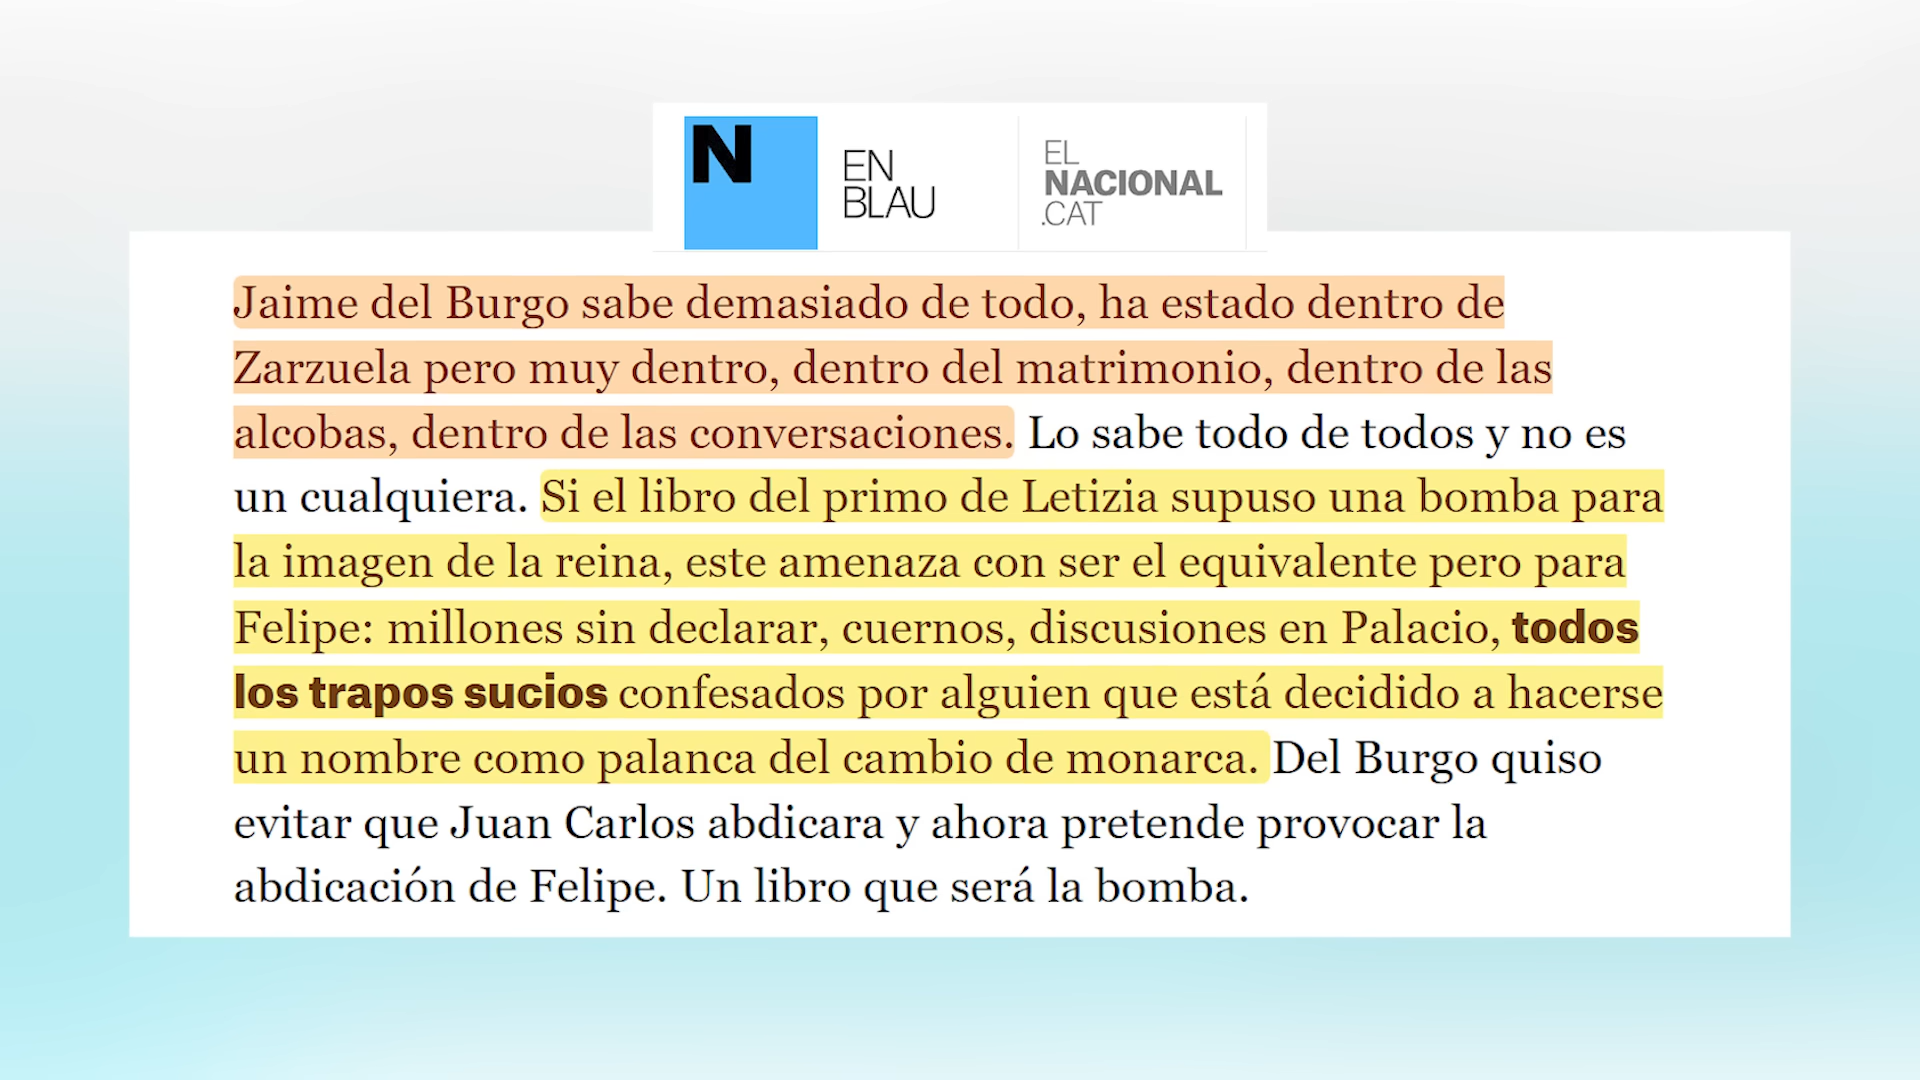 N
EN
BLAU
EL
NACIONAL
.CAT
Jaime del Burgo sabe demasiado de todo, ha estado dentro de
Zarzuela pero muy dentro, dentro del matrimonio, dentro de las
alcobas, dentro de las conversaciones. Lo sabe todo de todos y no es
un cualquiera. Si el libro del primo de Letizia supuso una bomba para
la imagen de la reina, este amenaza con ser el equivalente pero para
Felipe: millones sin declarar, cuernos, discusiones en Palacio, todos
los trapos sucios confesados por alguien que está decidido a hacerse
un nombre como palanca del cambio de monarca. Del Burgo quiso
evitar que Juan Carlos abdicara y ahora pretende provocar la
abdicación de Felipe. Un libro que será la bomba.